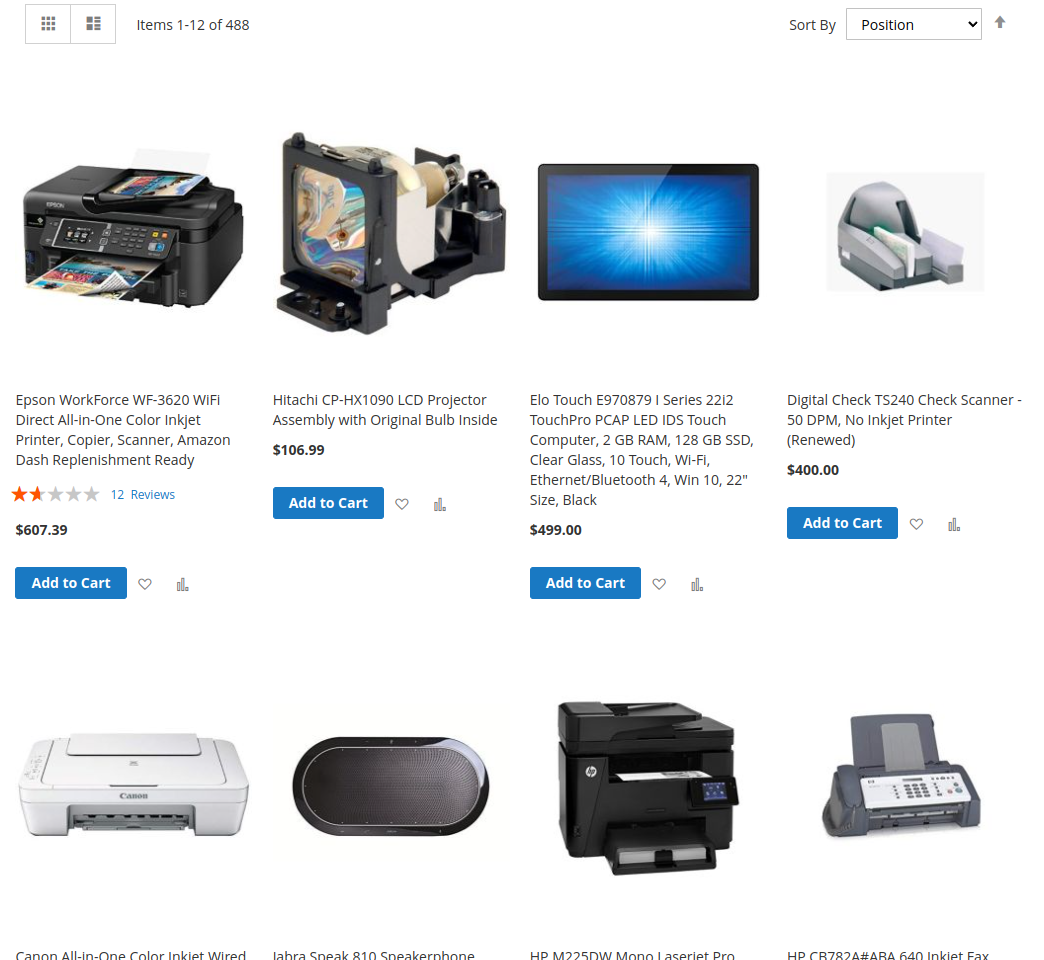 Items 1-12 of 488
Sort By
Position
EPSON
Epson WorkForce WF-3620 WiFi
Direct All-in-One Color Inkjet
Printer, Copier, Scanner, Amazon
Dash Replenishment Ready
12 Reviews
$607.39
Add to Cart
Hitachi CP-HX1090 LCD Projector
Assembly with Original Bulb Inside
$106.99
Add to Cart
Elo Touch E970879 I Series 22i2
TouchPro PCAP LED IDS Touch
Computer, 2 GB RAM, 128 GB SSD,
Clear Glass, 10 Touch, Wi-Fi,
Ethernet/Bluetooth 4, Win 10, 22"
Size, Black
$499.00
Add to Cart
Digital Check TS240 Check Scanner -
50 DPM, No Inkjet Printer
(Renewed)
$400.00
Add to Cart
Canon
hp
Canon All-in-One Color Inkjet Wired
Jabra Speak 810 Speakerphone
HP M225DW Mono Laserjet Pro
HP CB782A#ABA 640 Inkjet Fax